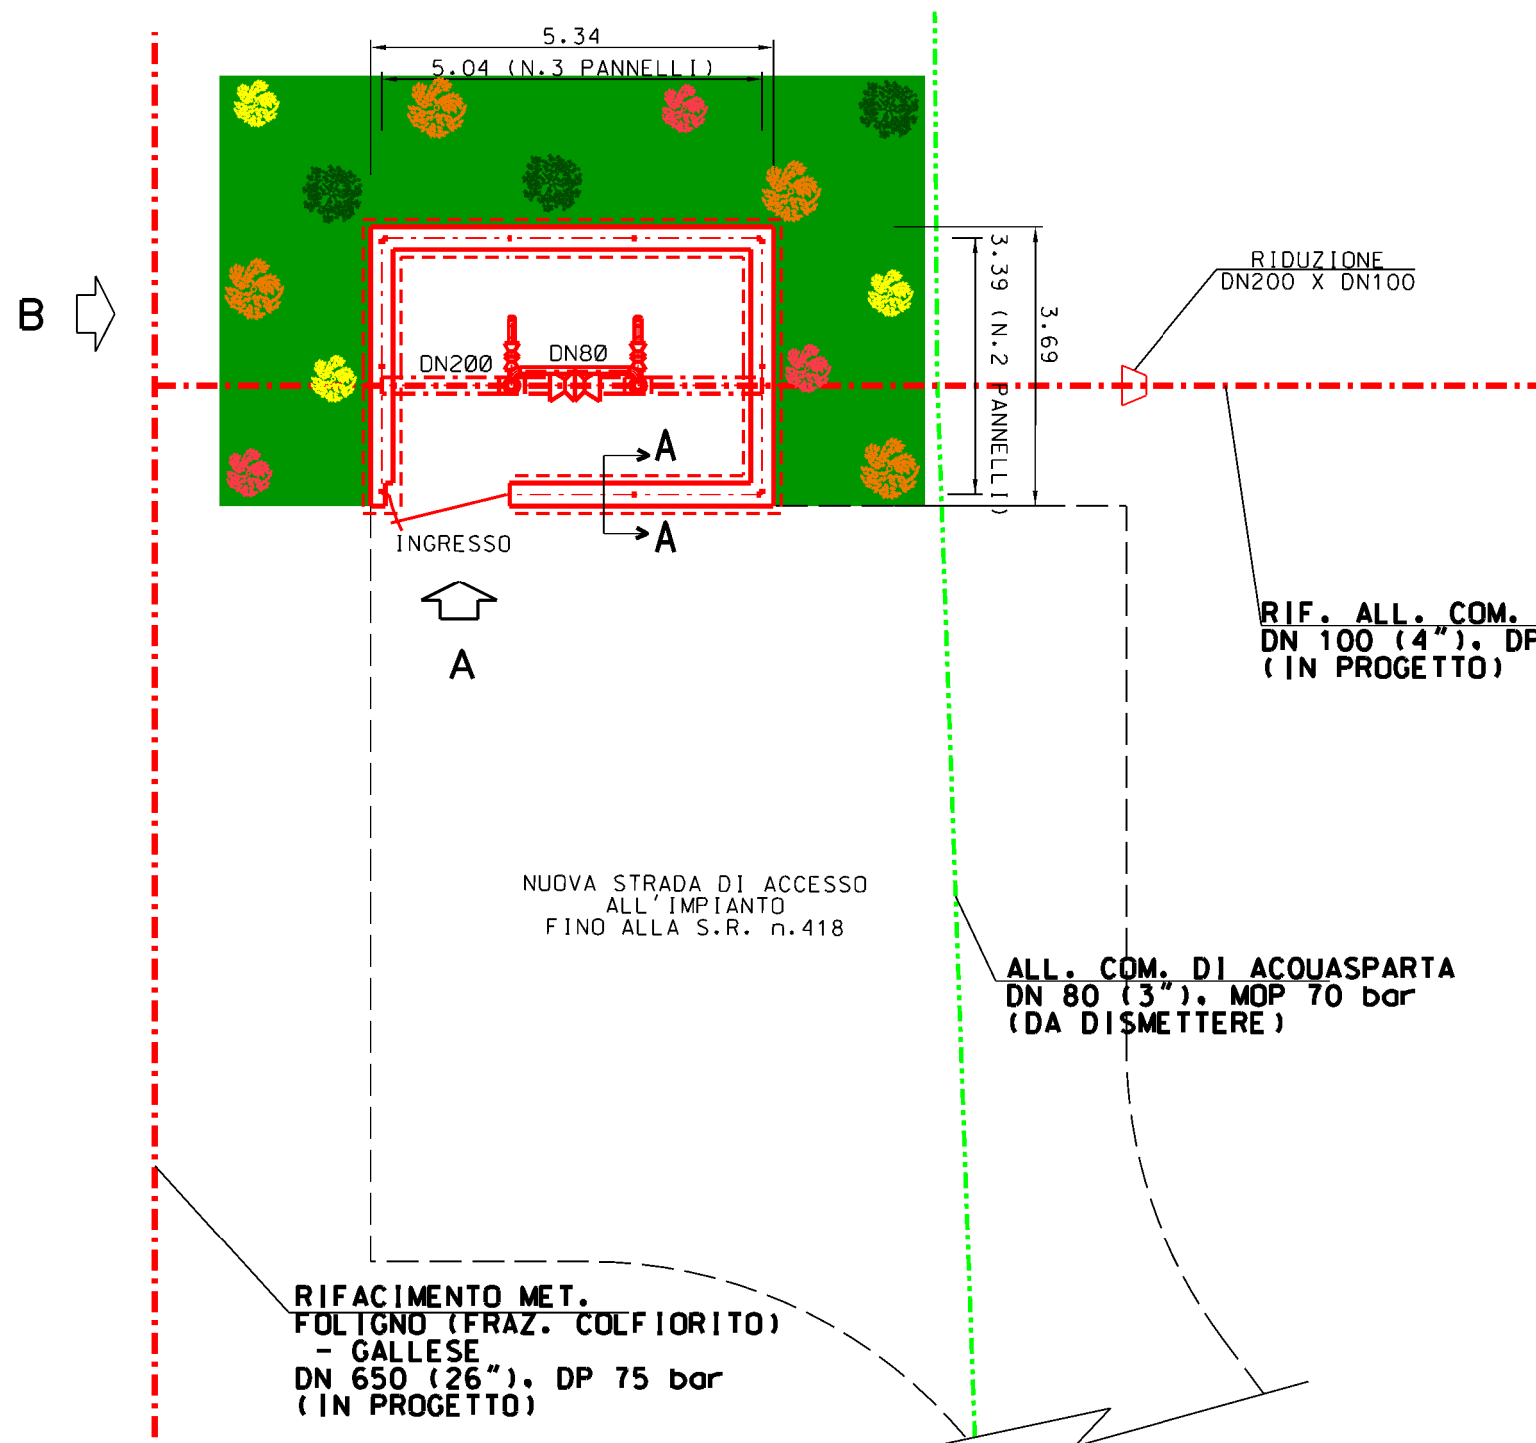 5.34
5.04 (N.3 PANNELLI)
B
RIDUZIONE
DN200 X DN100
3.39 (N.2 PANNELLI)
3.69
DN200
DN80
A
A
INGRESSO
A
RIF. ALL. COM.
DN 100 (4"), DP
(IN PROGETTO)
NUOVA STRADA DI ACCESSO
ALL'IMPIANTO
FINO ALLA S.R. n.418
ALL. COM. DI ACQUASPARTA
DN 80 (3"), MOP 70 bar
(DA DISMETTERE)
RIFACIMENTO MET.
FOLIGNO (FRAZ. COLFIORITO)
- GALLESE
DN 650 (26"), DP 75 bar
(IN PROGETTO)